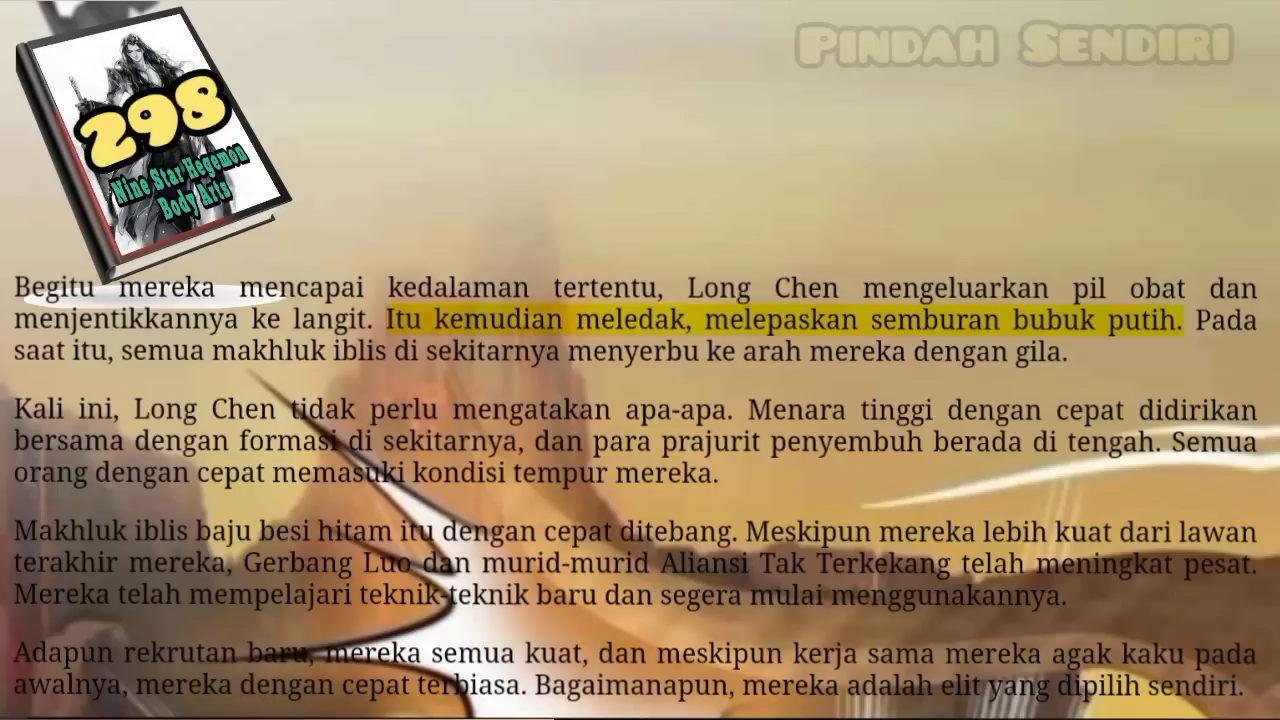 PINDAH SENDIRI
298
Nine Star Hegemon
Body Arts
Begitu mereka mencapai kedalaman tertentu, Long Chen mengeluarkan pil obat dan
menjentikkannya ke langit. Itu kemudian meledak, melepaskan semburan bubuk putih. Pada
saat itu, semua makhluk iblis di sekitarnya menyerbu ke arah mereka dengan gila.
Kali ini, Long Chen tidak perlu mengatakan apa-apa. Menara tinggi dengan cepat didirikan
bersama dengan formasi di sekitarnya, dan para prajurit penyembuh berada di tengah. Semua
orang dengan cepat memasuki kondisi tempur mereka.
Makhluk iblis baju besi hitam itu dengan cepat ditebang. Meskipun mereka lebih kuat dari lawan
terakhir mereka, Gerbang Luo dan murid-murid Aliansi Tak Terkekang telah meningkat pesat.
Mereka telah mempelajari teknik-teknik baru dan segera mulai menggunakannya.
Adapun rekrutan baru, mereka semua kuat, dan meskipun kerja sama mereka agak kaku pada
awalnya, mereka dengan cepat terbiasa. Bagaimanapun, mereka adalah elit yang dipilih sendiri.